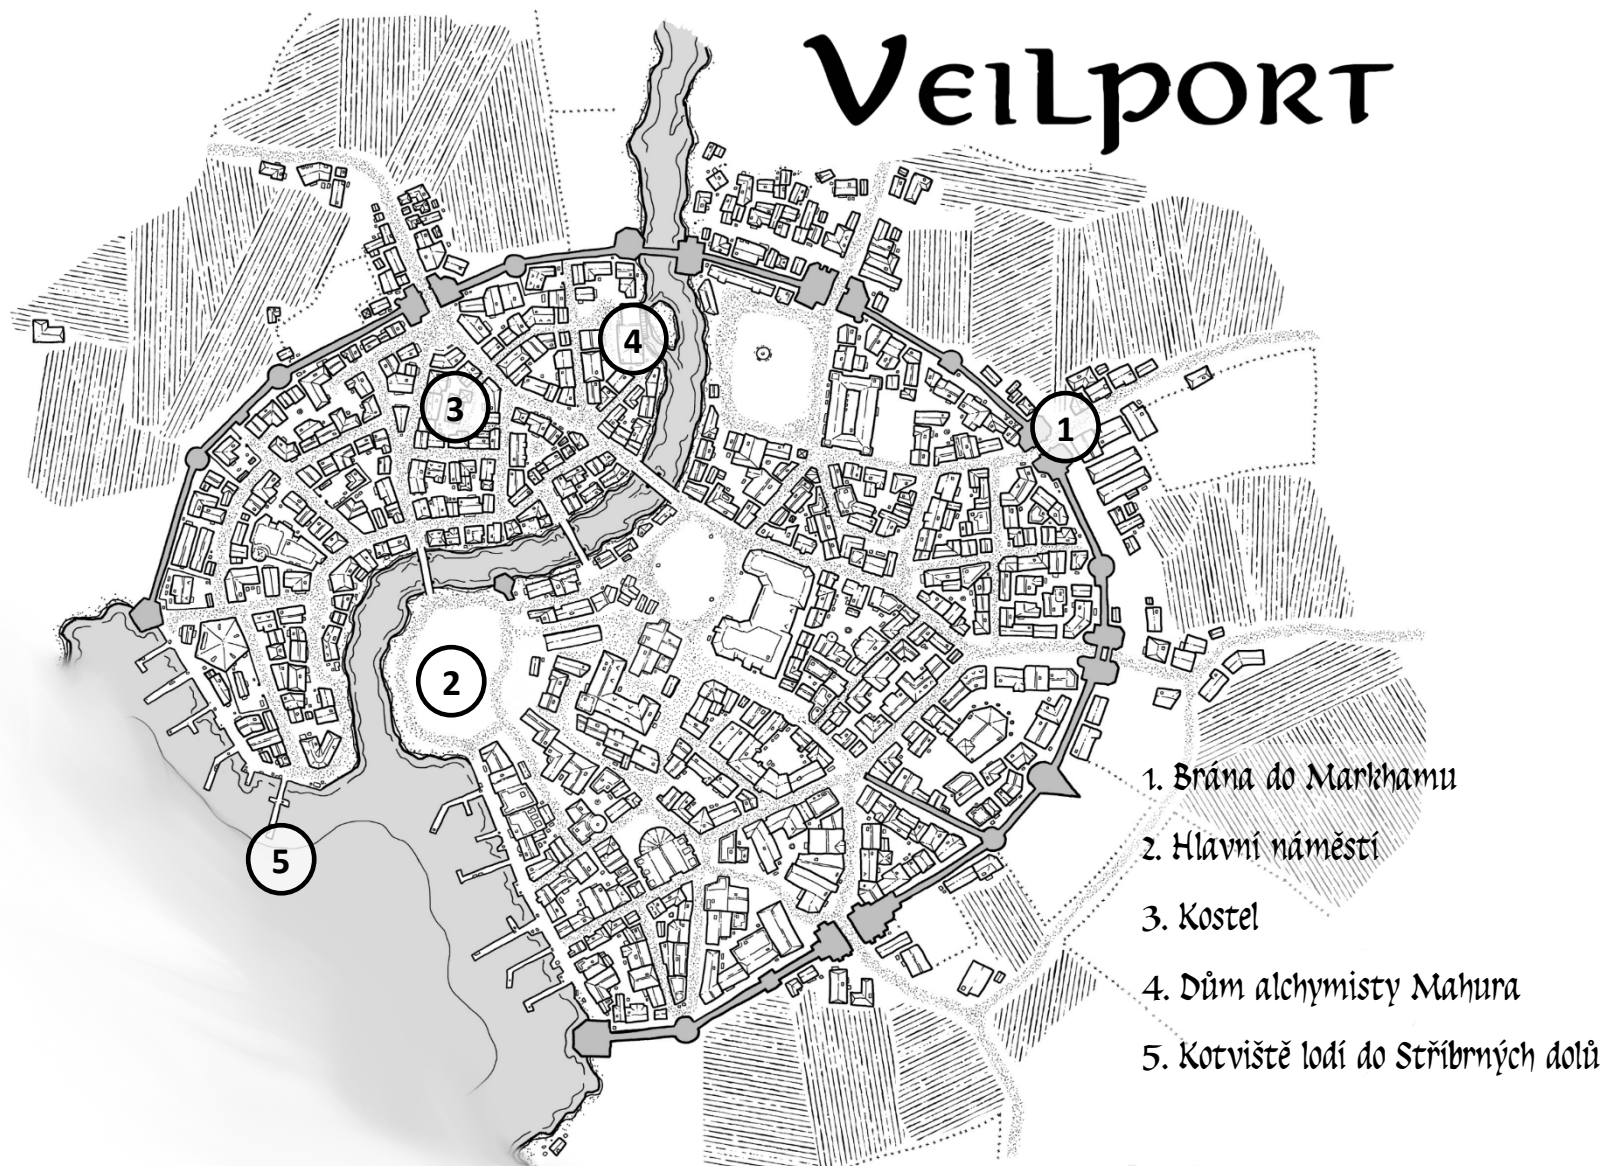 VEILPORT
4
3
1
2
5
1. Brána do Markhamu
2. Hlavní náměstí
3. Kostel
4. Dům alchymisty Mahura
5. Kotviště lodí do Stříbrných dolů